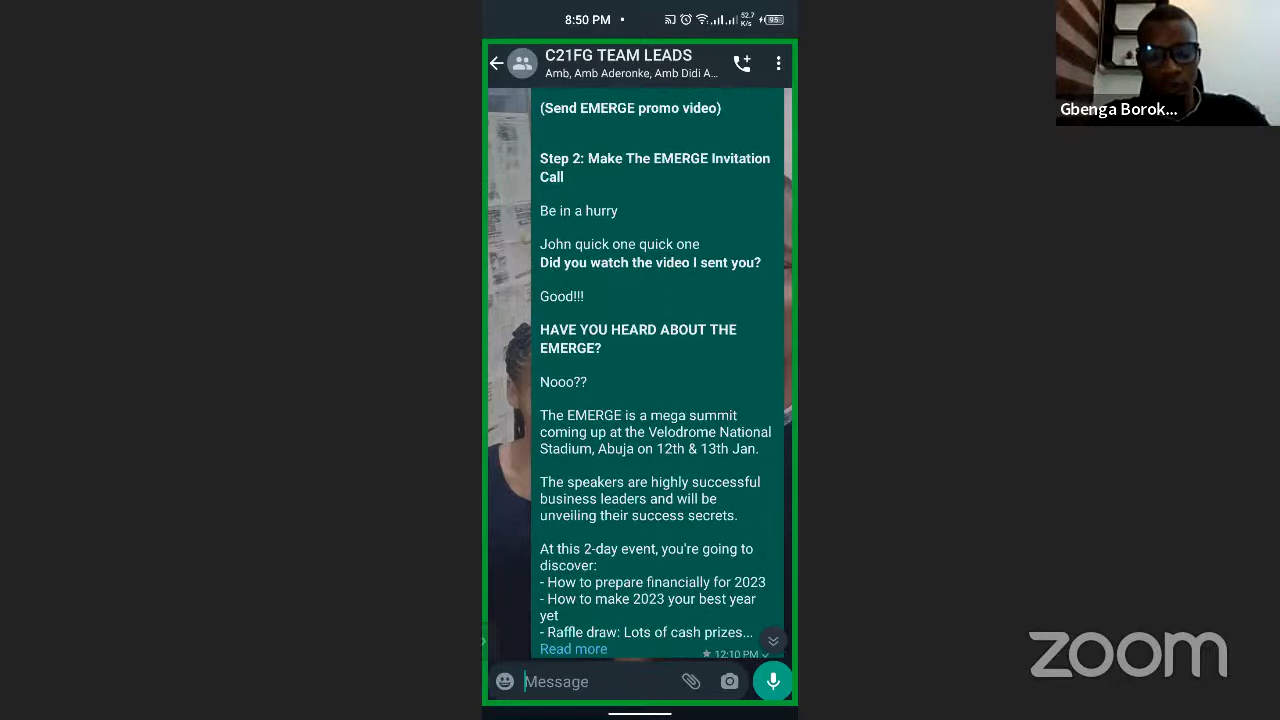 8:50 PM
52.7
K/s
95
C21FG TEAM LEADS
Amb, Amb Aderonke, Amb Didi A...
Gbenga Borok...
(Send EMERGE promo video)
Step 2: Make The EMERGE Invitation
Call
Be in a hurry
John quick one quick one
Did you watch the video I sent you?
Good!!!
HAVE YOU HEARD ABOUT THE
EMERGE?
Nooo??
The EMERGE is a mega summit
coming up at the Velodrome National
Stadium, Abuja on 12th & 13th Jan.
The speakers are highly successful
business leaders and will be
unveiling their success secrets.
At this 2-day event, you're going to
discover:
- How to prepare financially for 2023
- How to make 2023 your best year
yet
- Raffle draw: Lots of cash prizes...
Read more
12:10 PM
Message
zoom